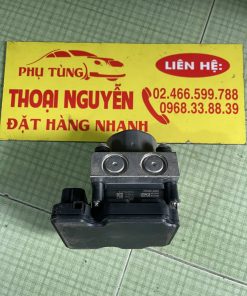 PHỤ TÙNG
LIÊN HỆ:
THOẠI NGUYỄN
02.466.599.788
0968.33.88.39
ĐẶT HÀNG NHANH